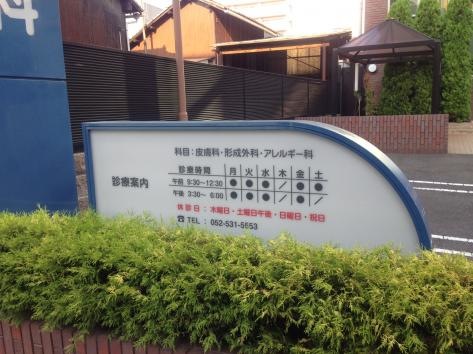 科
科目：皮膚科・形成外科・アレルギー科
診療案内
診療時間 月 火 水 木 金 土
午前 9:30~12:30 ● ● ● ／ ● ●
午後 3:30~ 6:00 ● ● ● ／ ● ／
休診日：木曜日・土曜日午後・日曜日・祝日
☎ TEL : 052-531-5553